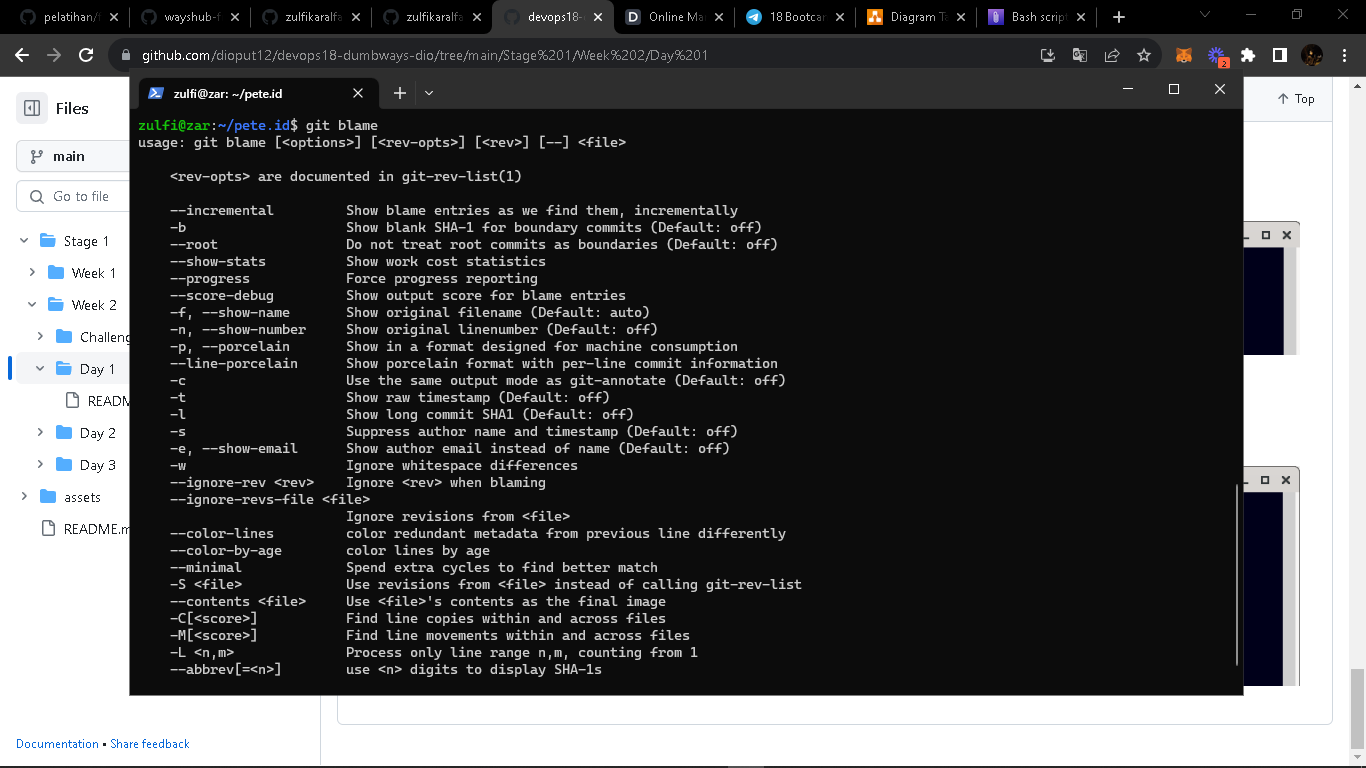 pelatihan/
wayshub-f
zulfikaralfa
zulfikaralfa
devops18-
Online Ma
18 Bootcar
Diagram Ta
Bash script
github.com/dioput12/devops18-dumbways-dio/tree/main/Stage%201/Week%202/Day%201
2
Files
Top
main
Go to file
Stage 1
Week 1
Week 2
Challeng
Day 1
READM
Day 2
Day 3
assets
README.m
Documentation • Share feedback
zulfi@zar: ~/pete.id
zulfi@zar:~/pete.id$ git blame
usage: git blame [<options>] [<rev-opts>] [<rev>] [--] <file>
<rev-opts> are documented in git-rev-list(1)
--incremental Show blame entries as we find them, incrementally
-b Show blank SHA-1 for boundary commits (Default: off)
--root Do not treat root commits as boundaries (Default: off)
--show-stats Show work cost statistics
--progress Force progress reporting
--score-debug Show output score for blame entries
-f, --show-name Show original filename (Default: auto)
-n, --show-number Show original linenumber (Default: off)
-p, --porcelain Show in a format designed for machine consumption
--line-porcelain Show porcelain format with per-line commit information
-c Use the same output mode as git-annotate (Default: off)
-t Show raw timestamp (Default: off)
-l Show long commit SHA1 (Default: off)
-s Suppress author name and timestamp (Default: off)
-e, --show-email Show author email instead of name (Default: off)
-w Ignore whitespace differences
--ignore-rev <rev> Ignore <rev> when blaming
--ignore-revs-file <file>
Ignore revisions from <file>
--color-lines color redundant metadata from previous line differently
--color-by-age color lines by age
--minimal Spend extra cycles to find better match
-S <file> Use revisions from <file> instead of calling git-rev-list
--contents <file> Use <file>'s contents as the final image
-C[<score>] Find line copies within and across files
-M[<score>] Find line movements within and across files
-L <n,m> Process only line range n,m, counting from 1
--abbrev[=<n>] use <n> digits to display SHA-1s